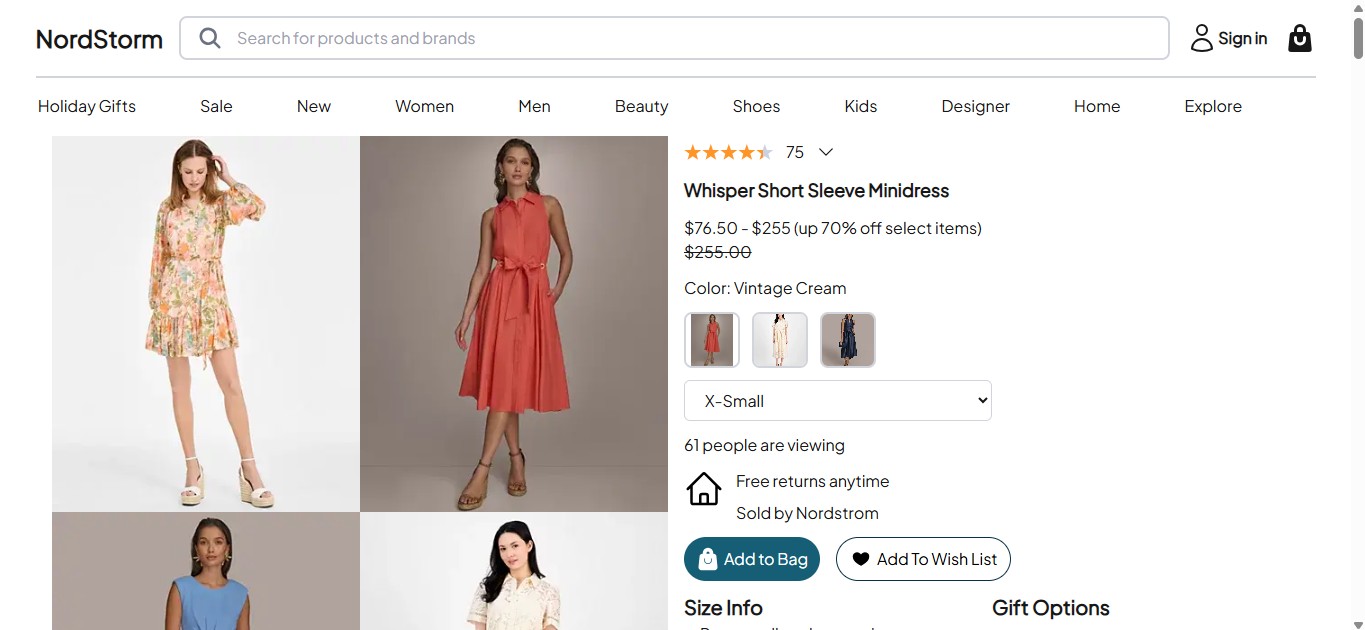 NordStorm
Search for products and brands
Sign in
Holiday Gifts Sale New Women Men Beauty Shoes Kids Designer Home Explore
75
Whisper Short Sleeve Minidress
$76.50 - $255 (up 70% off select items)
$255.00
Color: Vintage Cream
X-Small
61 people are viewing
Free returns anytime
Sold by Nordstrom
Add to Bag
Add To Wish List
Size Info
Gift Options